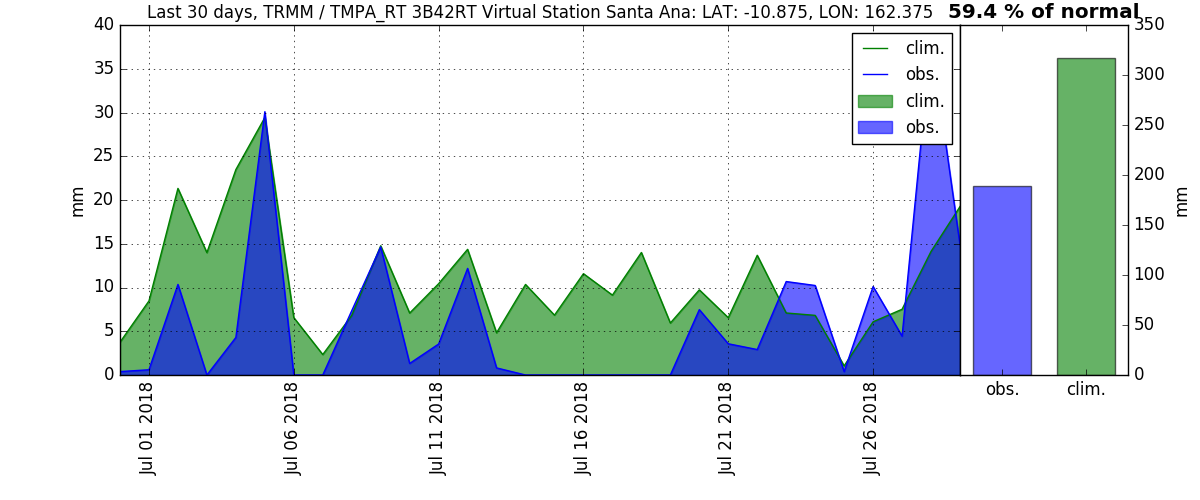 Last 30 days, TRMM / TMPA_RT 3B42RT Virtual Station Santa Ana: LAT: -10.875, LON: 162.375
59.4 % of normal
40
35
30
25
20
15
10
5
0
mm
clim.
obs.
clim.
obs.
Jul 01 2018
Jul 06 2018
Jul 11 2018
Jul 16 2018
Jul 21 2018
Jul 26 2018
350
300
250
200
150
100
50
0
mm
obs.
clim.